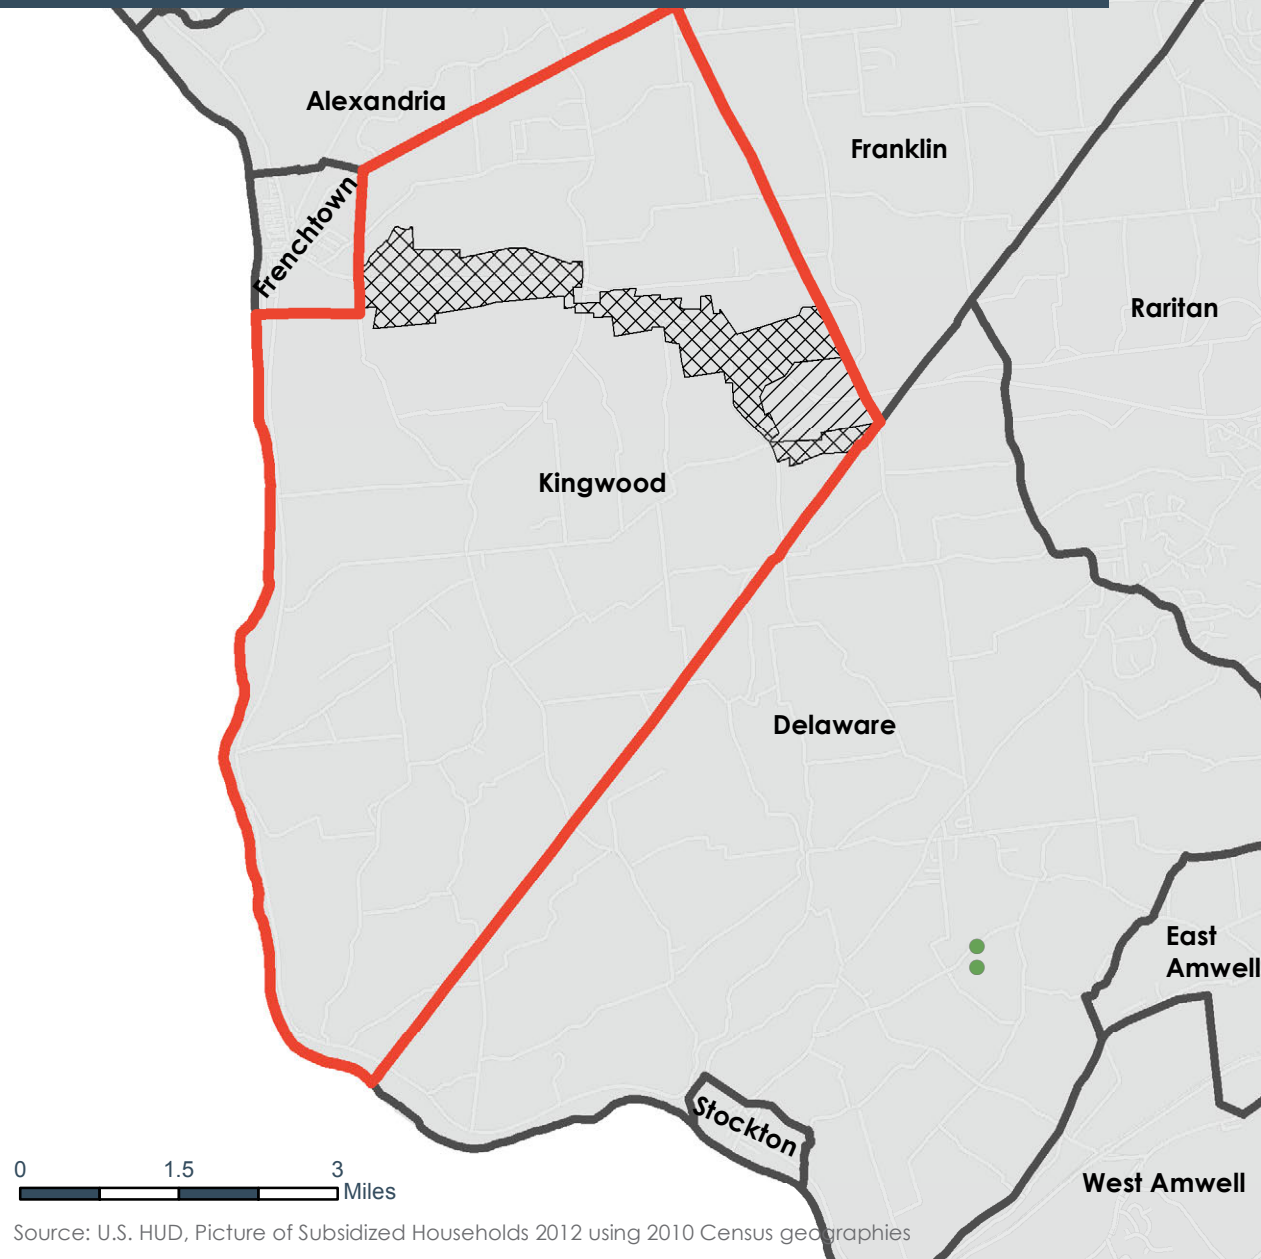 Alexandria
Franklin
Frenchtown
Raritan
Kingwood
Delaware
East
Amwell
Stockton
West Amwell
0 1.5 3
Miles
Source: U.S. HUD, Picture of Subsidized Households 2012 using 2010 Census geographies